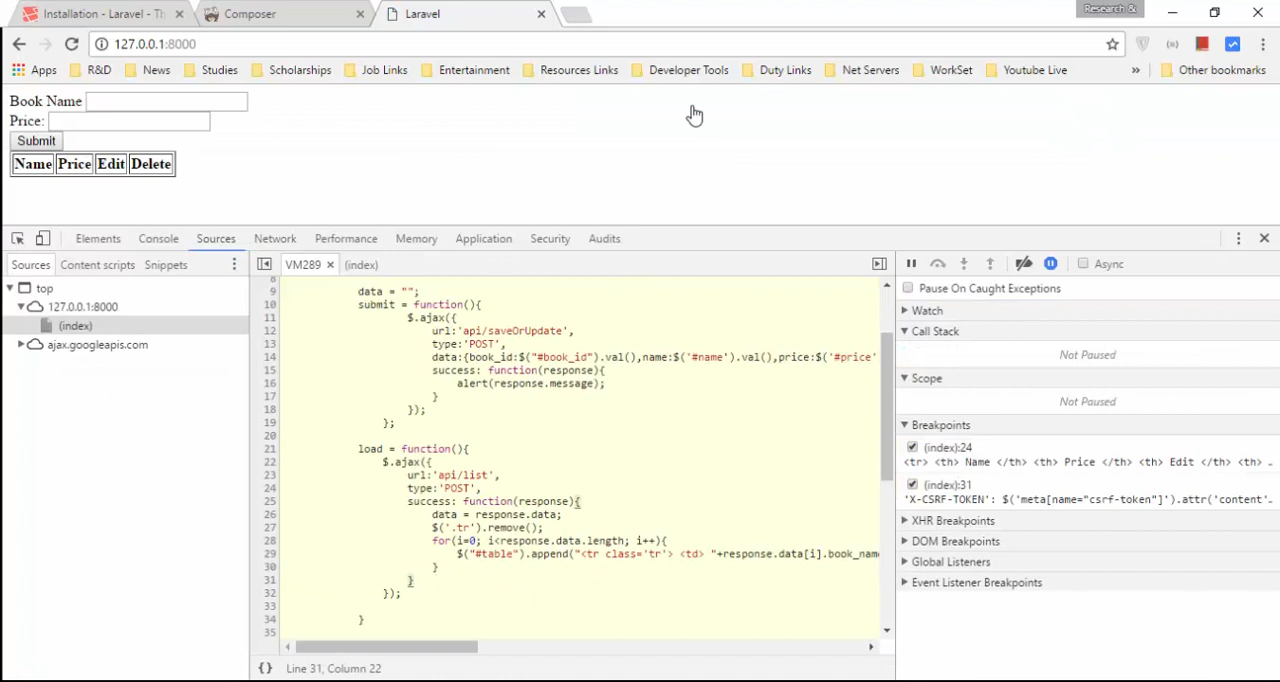 Installation - Laravel - Th
Composer
Laravel
Research &
127.0.0.1:8000
Apps R&D News Studies Scholarships Job Links Entertainment Resources Links Developer Tools Duty Links Net Servers WorkSet Youtube Live » Other bookmarks
Book Name
Price:
Submit
Name Price Edit Delete
Elements Console Sources Network Performance Memory Application Security Audits
Sources Content scripts Snippets
VM289 (index)
Async
top
127.0.0.1:8000
(index)
ajax.googleapis.com
8
9 data = "";
10 submit = function(){
11 $.ajax({
12 url:'api/saveOrUpdate',
13 type:'POST',
14 data:{book_id:$("#book_id").val(),name:$('#name').val(),price:$('#price'
15 success: function(response){
16 alert(response.message);
17 }
18 });
19 };
20
21 load = function(){
22 $.ajax({
23 url:'api/list',
24 type:'POST',
25 success: function(response){
26 data = response.data;
27 $('.tr').remove();
28 for(i=0; i<response.data.length; i++){
29 $("#table").append("<tr class='tr'> <td> "+response.data[i].book_name
30 }
31 }
32 });
33
34 }
35
{} Line 31, Column 22
Pause On Caught Exceptions
Watch
Call Stack
Not Paused
Scope
Not Paused
Breakpoints
(index):24
<tr> <th> Name </th> <th> Price </th> <th> Edit </th> <th> …
(index):31
'X-CSRF-TOKEN': $('meta[name="csrf-token"]').attr('content'…
XHR Breakpoints
DOM Breakpoints
Global Listeners
Event Listener Breakpoints